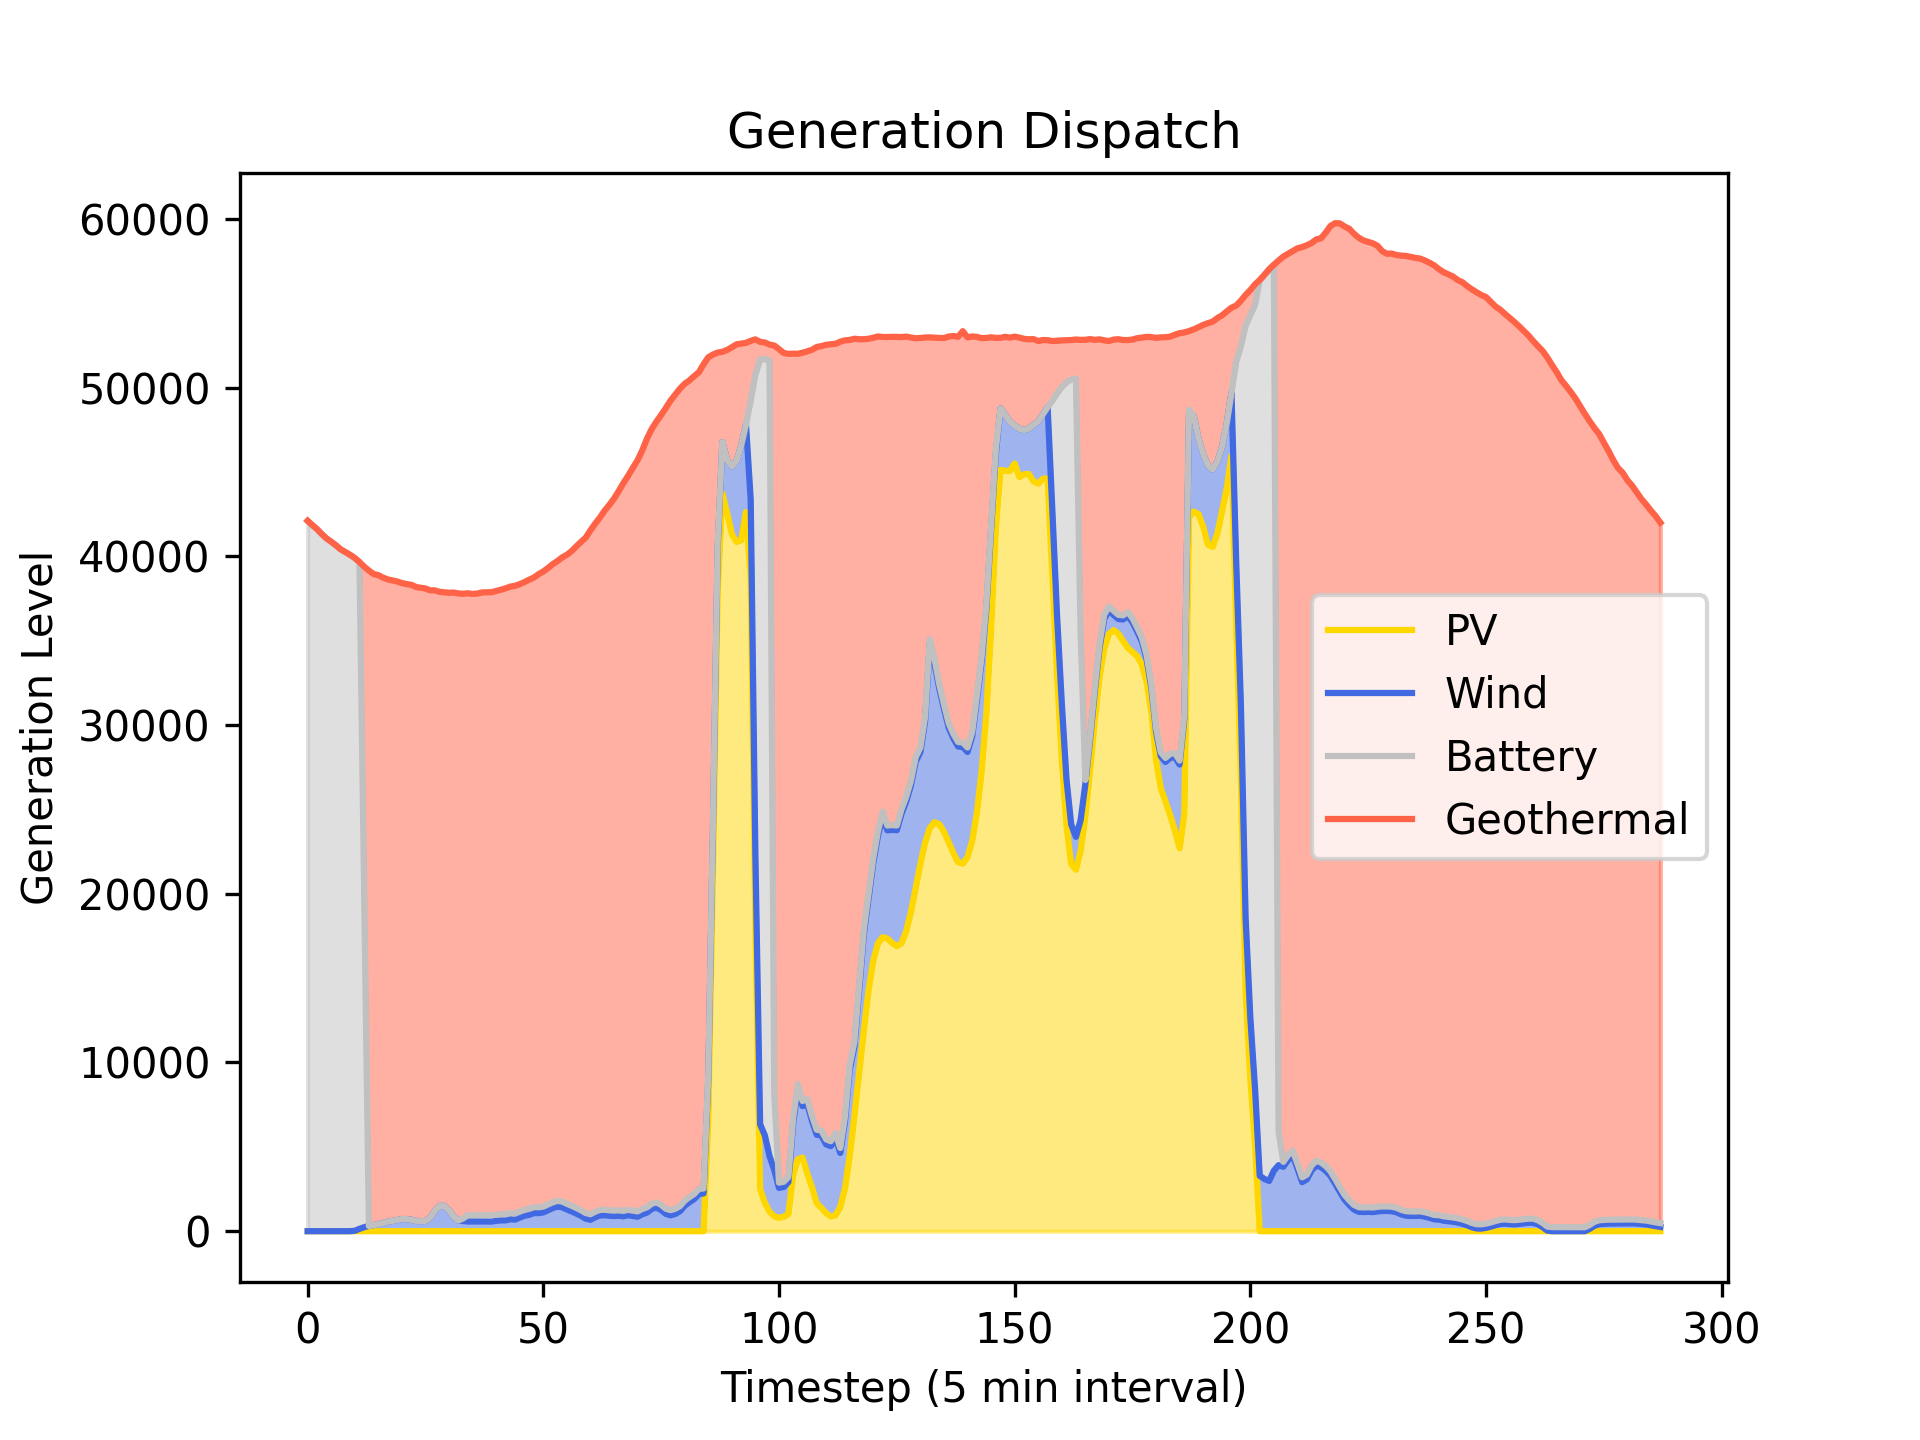 Generation Dispatch
60000
50000
40000
30000
20000
10000
0
Generation Level
PV
Wind
Battery
Geothermal
0 50 100 150 200 250 300
Timestep (5 min interval)